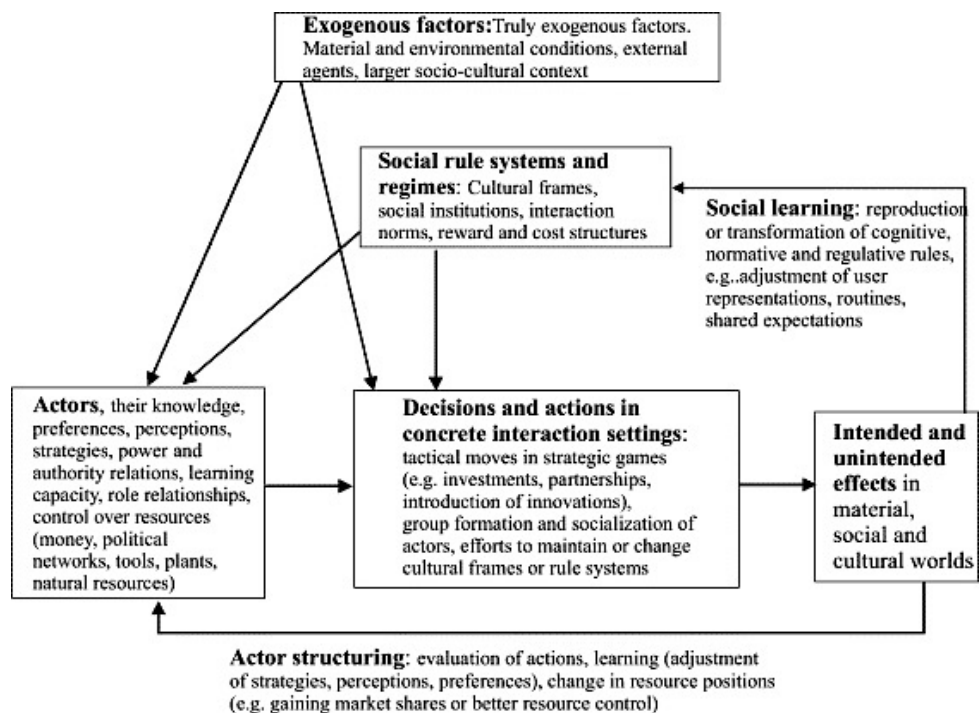 Exogenous factors:Truly exogenous factors.
Material and environmental conditions, external
agents, larger socio-cultural context
Social rule systems and
regimes: Cultural frames,
social institutions, interaction
norms, reward and cost structures
Social learning: reproduction
or transformation of cognitive,
normative and regulative rules,
e.g..adjustment of user
representations, routines,
shared expectations
Actors, their knowledge,
preferences, perceptions,
strategies, power and
authority relations, learning
capacity, role relationships,
control over resources
(money, political
networks, tools, plants,
natural resources)
Decisions and actions in
concrete interaction settings:
tactical moves in strategic games
(e.g. investments, partnerships,
introduction of innovations),
group formation and socialization of
actors, efforts to maintain or change
cultural frames or rule systems
Intended and
unintended
effects in
material,
social and
cultural worlds
Actor structuring: evaluation of actions, learning (adjustment
of strategies, perceptions, preferences), change in resource positions
(e.g. gaining market shares or better resource control)